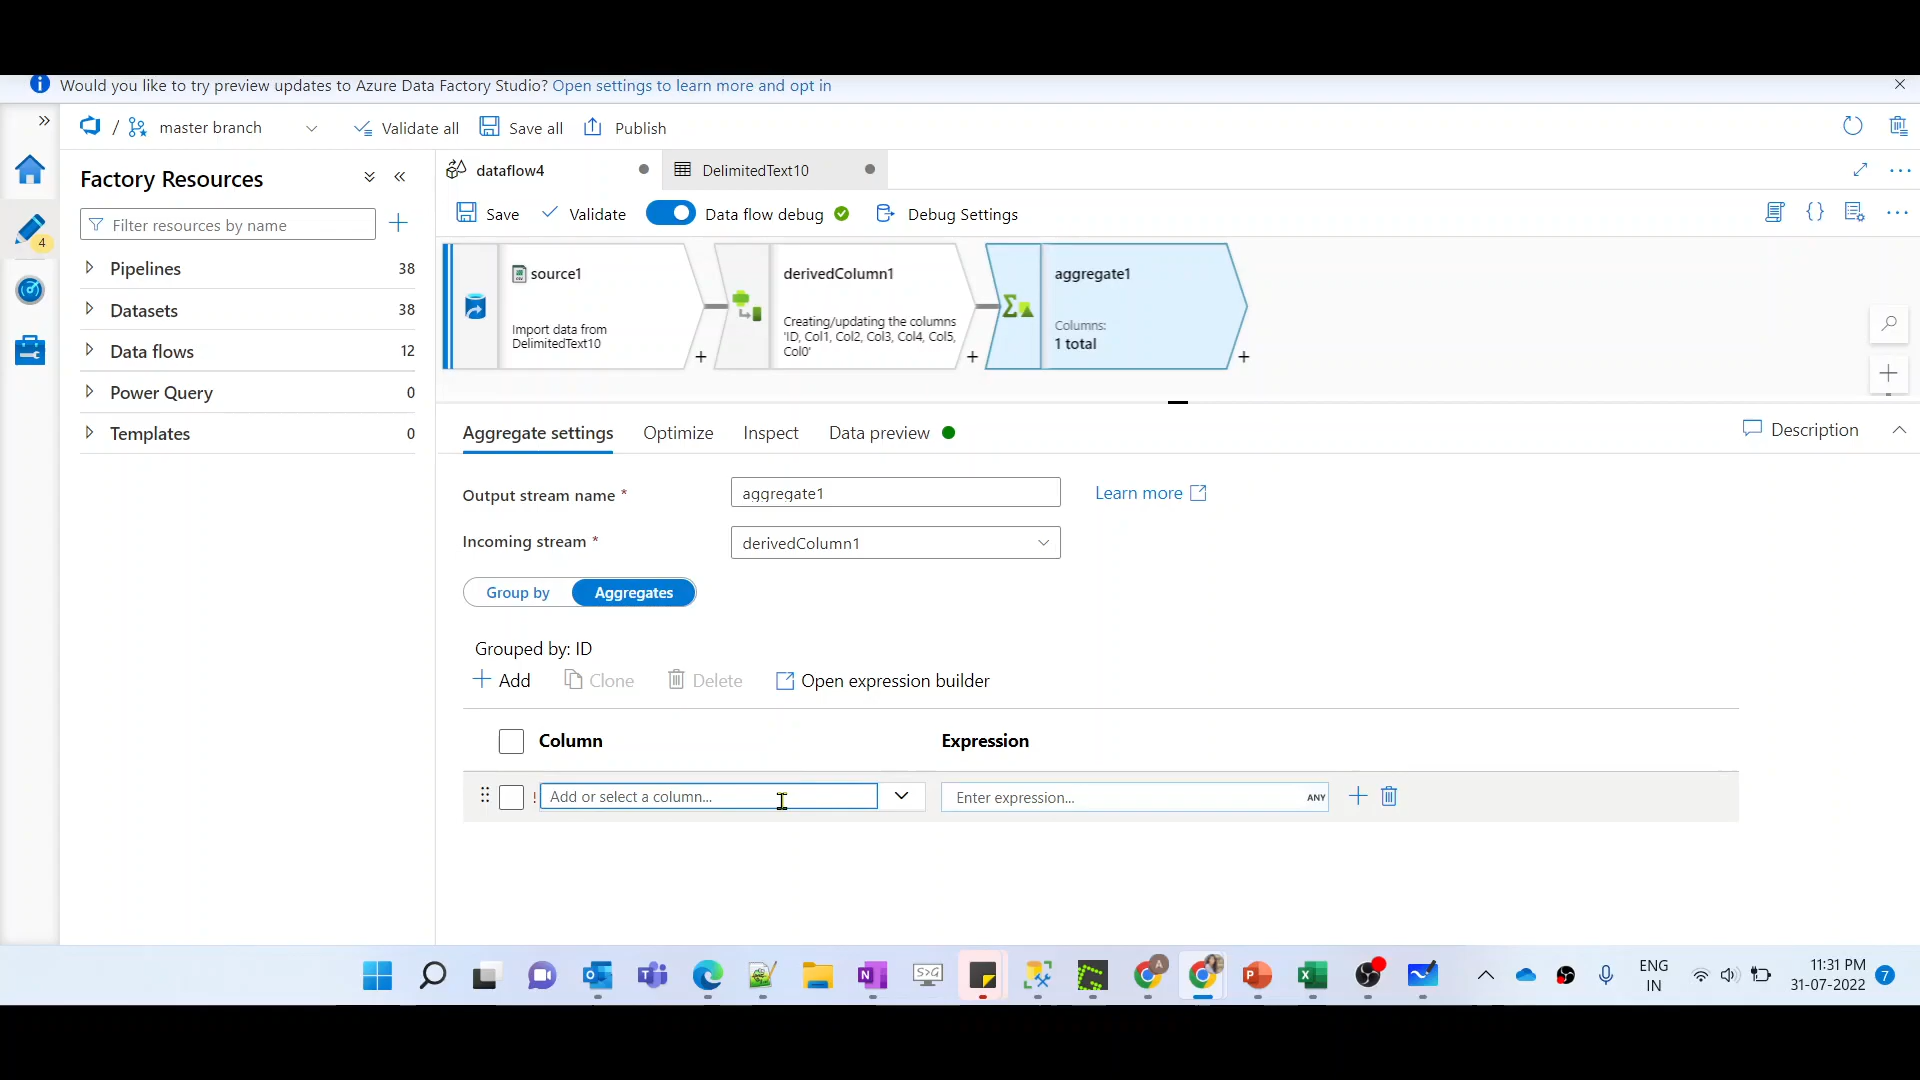 Would you like to try preview updates to Azure Data Factory Studio? Open settings to learn more and opt in
/ master branch
Validate all
Save all
Publish
4
Factory Resources
Filter resources by name
Pipelines 38
Datasets 38
Data flows 12
Power Query 0
Templates 0
dataflow4
DelimitedText10
Save
Validate
Data flow debug
Debug Settings
source1
Import data from
DelimitedText10
+
derivedColumn1
Creating/updating the columns
'ID, Col1, Col2, Col3, Col4, Col5,
Col0'
+
aggregate1
Columns:
1 total
+
Aggregate settings
Optimize
Inspect
Data preview
Description
Output stream name *
aggregate1
Learn more
Incoming stream *
derivedColumn1
Group by
Aggregates
Grouped by: ID
Add
Clone
Delete
Open expression builder
Column
Expression
! Add or select a column...
Enter expression...
ANY
S>G
A
ENG
IN
11:31 PM
31-07-2022
7